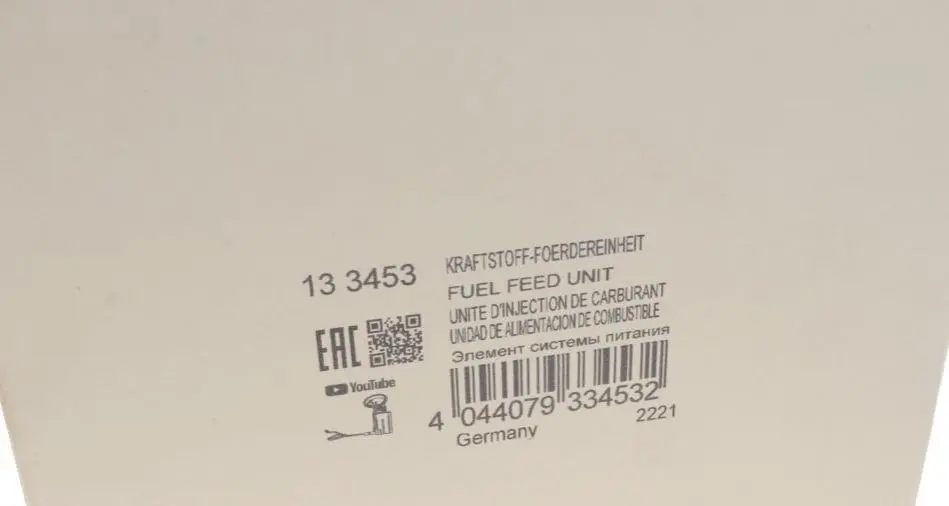 13 3453
KRAFTSTOFF-FOERDEREINHEIT
FUEL FEED UNIT
UNITE D'INJECTION DE CARBURANT
UNIDAD DE ALIMENTACION DE COMBUSTIBLE
Элемент системы питания
EAC
YouTube
4 044079 334532
Germany
2221